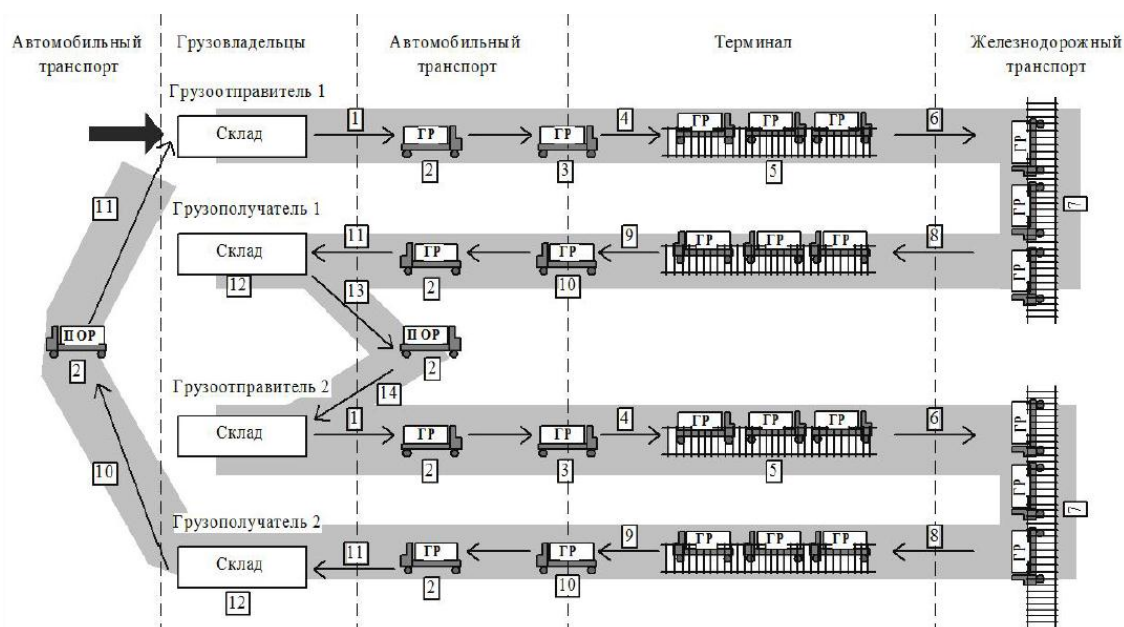 Автомобильный транспорт
Грузовладельцы
Автомобильный транспорт
Терминал
Железнодорожный транспорт
Грузоотправитель 1
Склад
1
ГР
2
ГР
3
4
ГР ГР ГР
5
6
ГР
ГР
ГР
7
11
Грузополучатель 1
Склад
12
11
ГР
2
ГР
10
9
ГР ГР ГР
8
13
ПОР
2
ПОР
2
14
Грузоотправитель 2
Склад
1
ГР
2
ГР
3
4
ГР ГР ГР
5
6
ГР
ГР
ГР
7
10
Грузополучатель 2
Склад
12
11
ГР
2
ГР
10
9
ГР ГР ГР
8